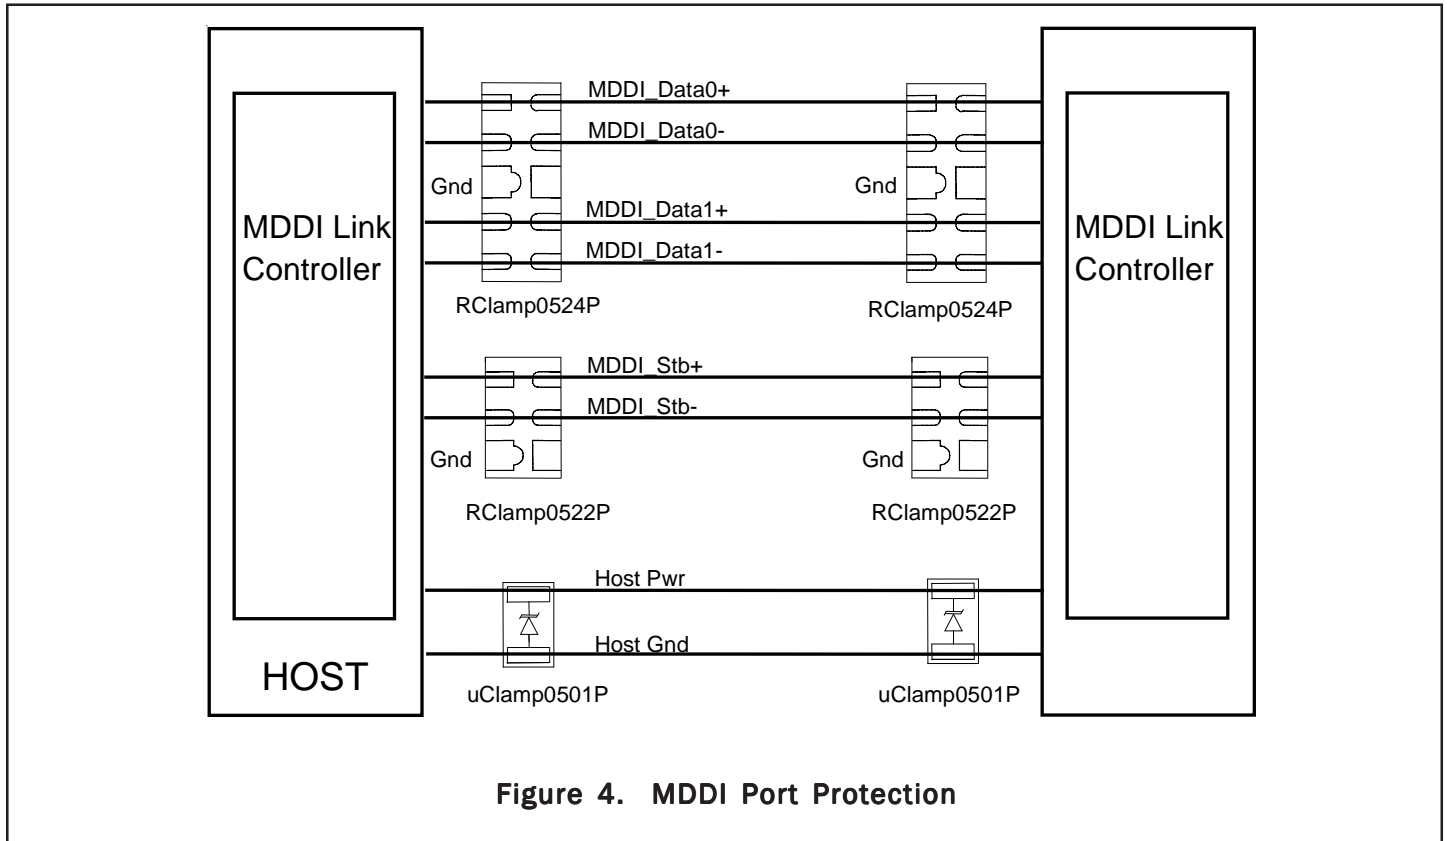 MDDI_Data0+
MDDI_Data0-
Gnd
Gnd
MDDI_Data1+
MDDI_Data1-
MDDI Link
Controller
MDDI Link
Controller
RClamp0524P
RClamp0524P
MDDI_Stb+
MDDI_Stb-
Gnd
Gnd
RClamp0522P
RClamp0522P
Host Pwr
Host Gnd
HOST
uClamp0501P
uClamp0501P
Figure 4. MDDI Port Protection